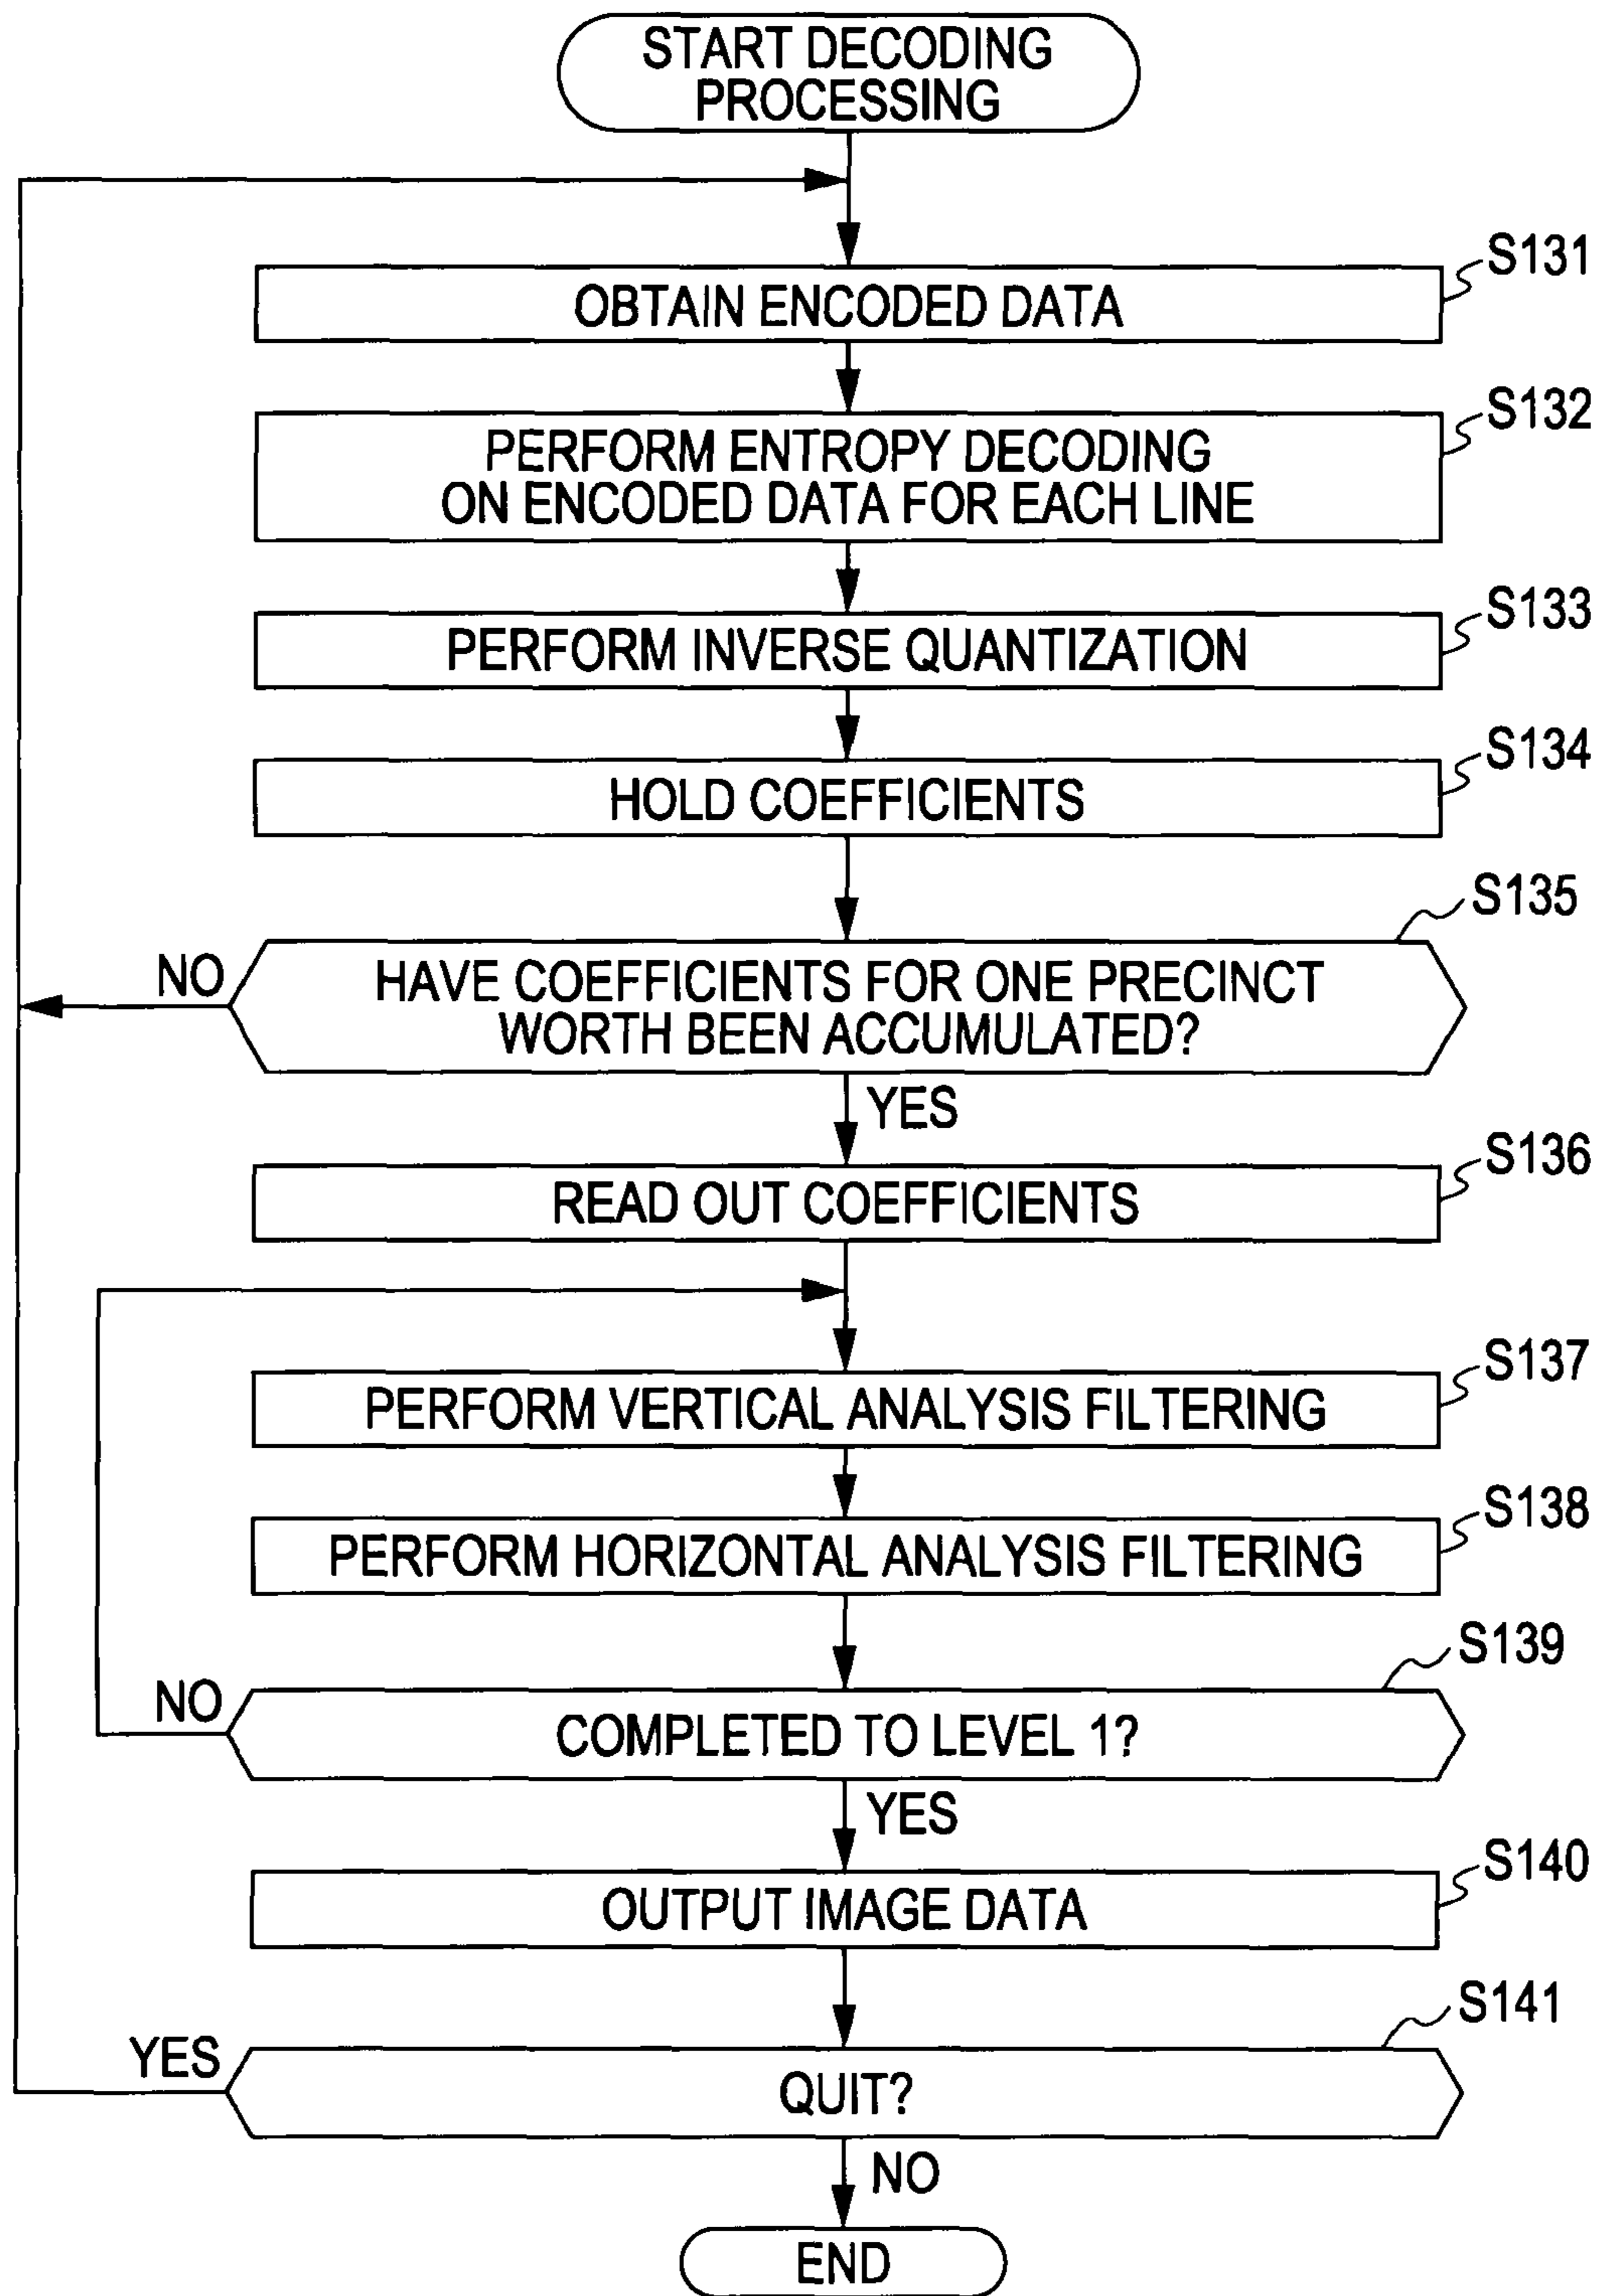 START DECODING
PROCESSING
S131
OBTAIN ENCODED DATA
S132
PERFORM ENTROPY DECODING
ON ENCODED DATA FOR EACH LINE
S133
PERFORM INVERSE QUANTIZATION
S134
HOLD COEFFICIENTS
S135
NO
HAVE COEFFICIENTS FOR ONE PRECINCT
WORTH BEEN ACCUMULATED?
YES
S136
READ OUT COEFFICIENTS
S137
PERFORM VERTICAL ANALYSIS FILTERING
S138
PERFORM HORIZONTAL ANALYSIS FILTERING
S139
NO
COMPLETED TO LEVEL 1?
YES
S140
OUTPUT IMAGE DATA
S141
YES
QUIT?
NO
END